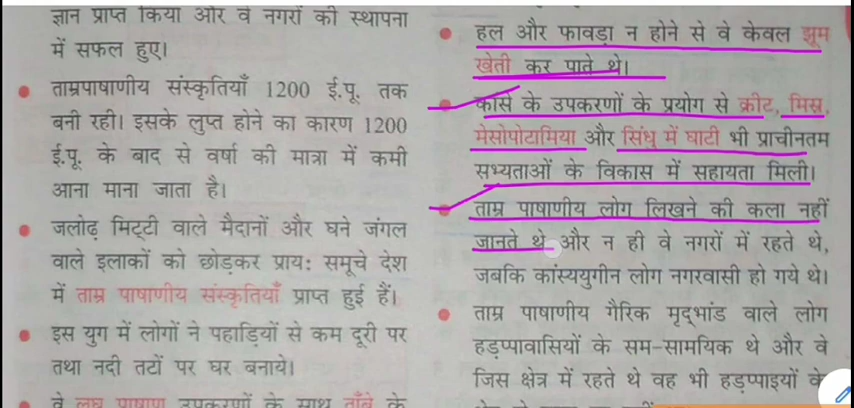 ज्ञान प्राप्त किया और वे नगरों की स्थापना
में सफल हुए।
ताम्रपाषाणीय संस्कृतियाँ 1200 ई.पू. तक
बनी रही। इसके लुप्त होने का कारण 1200
ई.पू. के बाद से वर्षा की मात्रा में कमी
आना माना जाता है।
जलोढ़ मिट्टी वाले मैदानों और घने जंगल
वाले इलाकों को छोड़कर प्राय: समूचे देश
में ताम्र पाषाणीय संस्कृतियाँ प्राप्त हुई हैं।
इस युग में लोगों ने पहाड़ियों से कम दूरी पर
तथा नदी तटों पर घर बनाये।
वे लघु पाषाण उपकरणों के साथ ताँबे के
हल और फावड़ा न होने से वे केवल झूम
खेती कर पाते थे।
कांसे के उपकरणों के प्रयोग से क्रीट, मिस्र,
मेसोपोटामिया और सिंधु में घाटी भी प्राचीनतम
सभ्यताओं के विकास में सहायता मिली।
ताम्र पाषाणीय लोग लिखने की कला नहीं
जानते थे और न ही वे नगरों में रहते थे,
जबकि कांस्ययुगीन लोग नगरवासी हो गये थे।
ताम्र पाषाणीय गैरिक मृद्भांड वाले लोग
हड़प्पावासियों के सम-सामयिक थे और वे
जिस क्षेत्र में रहते थे वह भी हड़प्पाइयों के